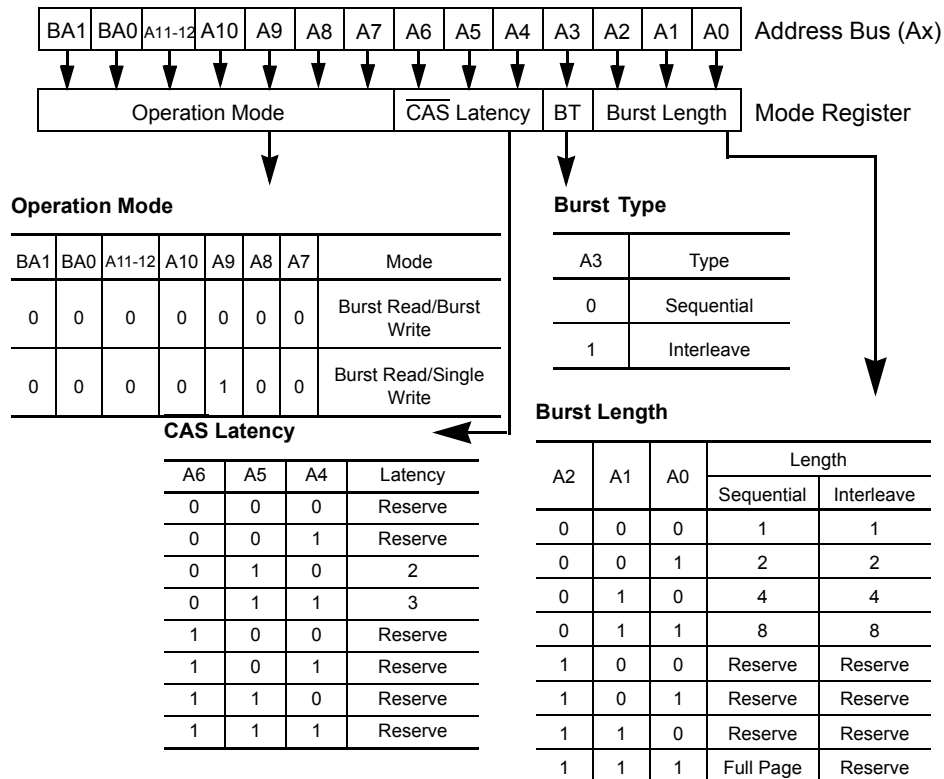 BA1 BA0 A11-12 A10 A9 A8 A7 A6 A5 A4 A3 A2 A1 A0 Address Bus (Ax)
Operation Mode CAS Latency BT Burst Length Mode Register
Operation Mode
BA1 BA0 A11-12 A10 A9 A8 A7 Mode
0 0 0 0 0 0 0 Burst Read/Burst
Write
0 0 0 0 1 0 0 Burst Read/Single
Write
Burst Type
A3 Type
0 Sequential
1 Interleave
CAS Latency
A6 A5 A4 Latency
0 0 0 Reserve
0 0 1 Reserve
0 1 0 2
0 1 1 3
1 0 0 Reserve
1 0 1 Reserve
1 1 0 Reserve
1 1 1 Reserve
Burst Length
A2 A1 A0 Length
Sequential Interleave
0 0 0 1 1
0 0 1 2 2
0 1 0 4 4
0 1 1 8 8
1 0 0 Reserve Reserve
1 0 1 Reserve Reserve
1 1 0 Reserve Reserve
1 1 1 Full Page Reserve